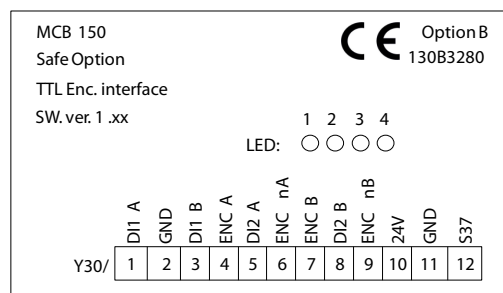 MCB 150
Safe Option
TTL Enc. interface
SW. ver. 1 .xx
CE
Option B
130B3280
1 2 3 4
LED:
DI1 A
GND
DI1 B
ENC A
DI2 A
ENC nA
ENC B
DI2 B
ENC nB
24V
GND
S37
Y30/ 1 2 3 4 5 6 7 8 9 10 11 12